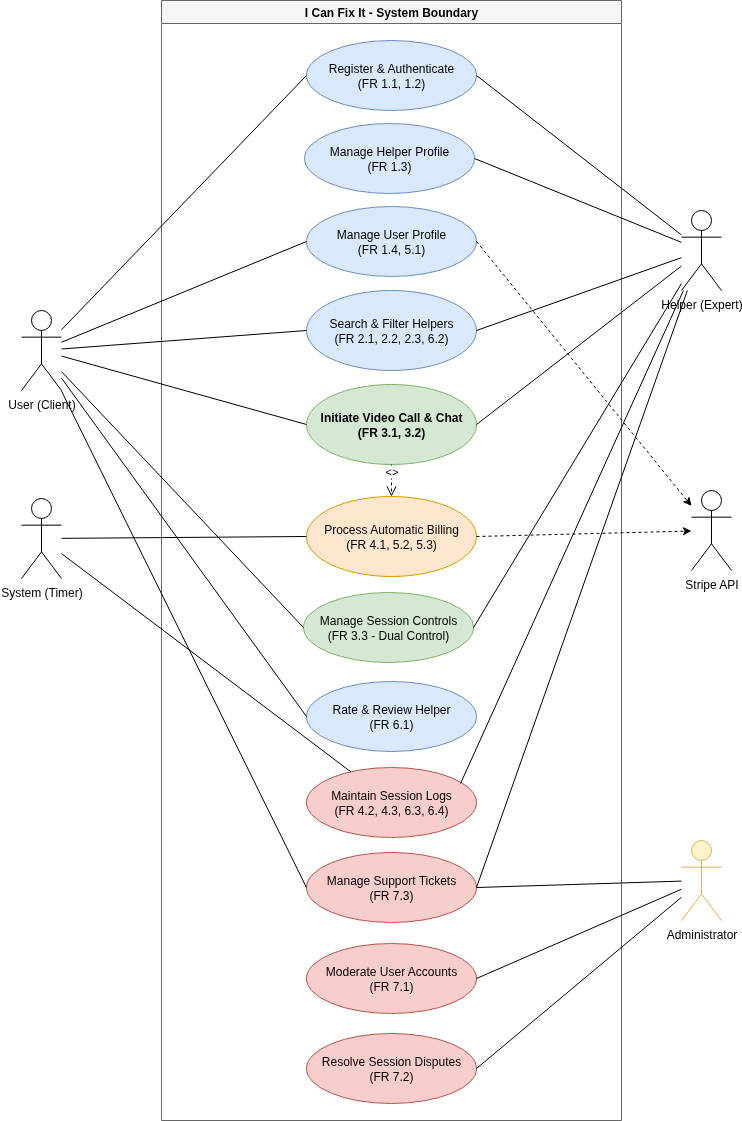 I Can Fix It - System Boundary
Register & Authenticate
(FR 1.1, 1.2)
Manage Helper Profile
(FR 1.3)
Manage User Profile
(FR 1.4, 5.1)
Helper (Expert)
Search & Filter Helpers
(FR 2.1, 2.2, 2.3, 6.2)
User (Client)
Initiate Video Call & Chat
(FR 3.1, 3.2)
<>
Process Automatic Billing
(FR 4.1, 5.2, 5.3)
System (Timer)
Stripe API
Manage Session Controls
(FR 3.3 - Dual Control)
Rate & Review Helper
(FR 6.1)
Maintain Session Logs
(FR 4.2, 4.3, 6.3, 6.4)
Manage Support Tickets
(FR 7.3)
Administrator
Moderate User Accounts
(FR 7.1)
Resolve Session Disputes
(FR 7.2)